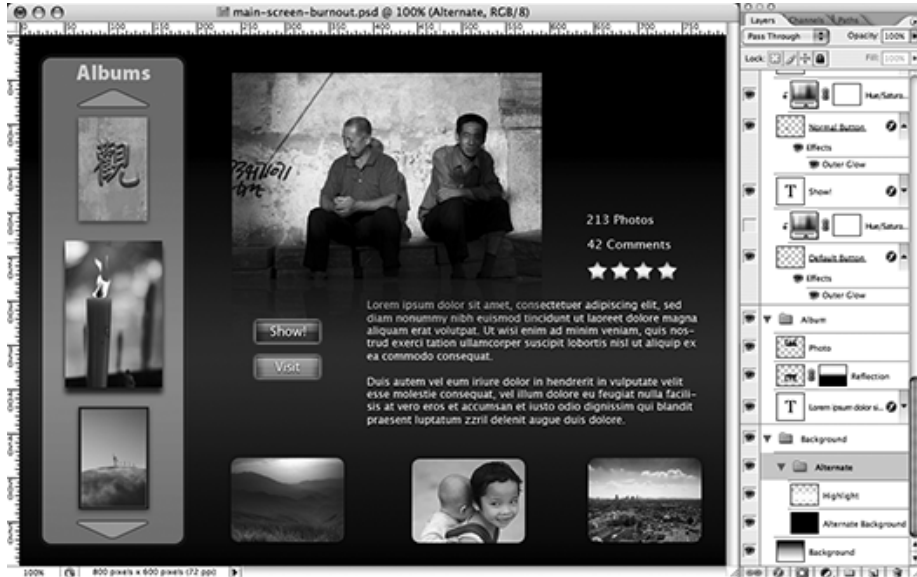 main-screen-burnout.psd @ 100% (Alternate, RGB/8)
Albums
觀
213 Photos
42 Comments
Lorem ipsum dolor sit amet, consectetuer adipiscing elit, sed
diam nonummy nibh euismod tincidunt ut laoreet dolore magna
aliquam erat volutpat. Ut wisi enim ad minim veniam, quis nos-
trud exerci tation ullamcorper suscipit lobortis nisl ut aliquip ex
ea commodo consequat.
Duis autem vel eum iriure dolor in hendrerit in vulputate velit
esse molestie consequat, vel illum dolore eu feugiat nulla facili-
sis at vero eros et accumsan et iusto odio dignissim qui blandit
praesent luptatum zzril delenit augue duis dolore.
Show!
Visit
100%
800 pixels x 600 pixels (72 ppi)
Layers Channels Paths
Pass Through Opacity: 100%
Lock: Fill: 100%
Hue/Satura...
Normal Button
Effects
Outer Glow
T Show!
Hue/Satura...
Default Button
Effects
Outer Glow
Album
Photo
Reflection
T Lorem ipsum dolor si...
Background
Alternate
Highlight
Alternate Background
Background